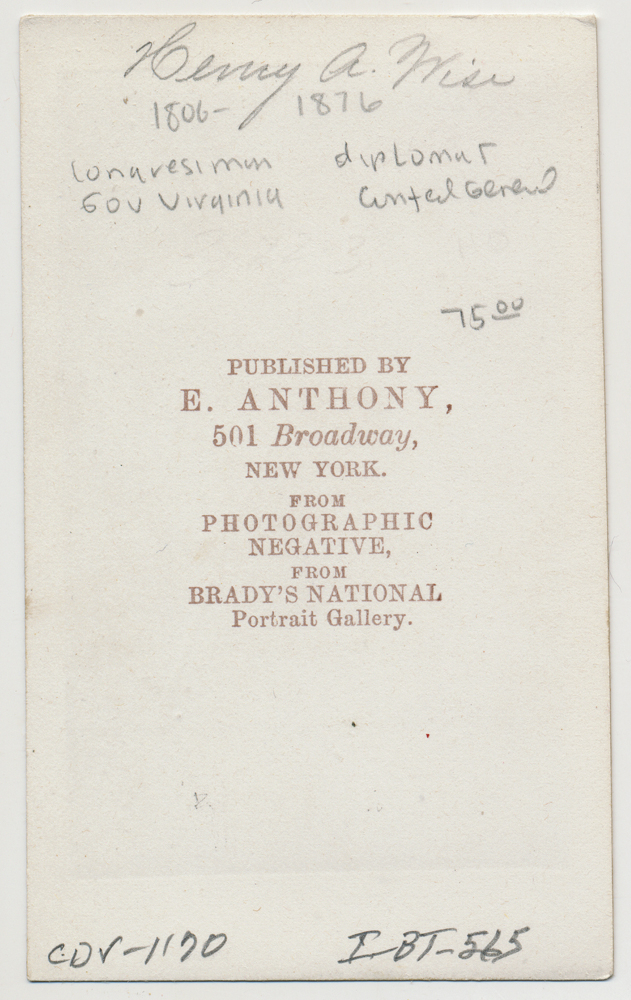 Henry A. Wise
1806- 1876
Congressman diplomat
Gov Virginia Confed General
75 00
PUBLISHED BY
E. ANTHONY,
501 Broadway,
NEW YORK.
FROM
PHOTOGRAPHIC
NEGATIVE,
FROM
BRADY'S NATIONAL
Portrait Gallery.
CDV-1170 I-BT-565